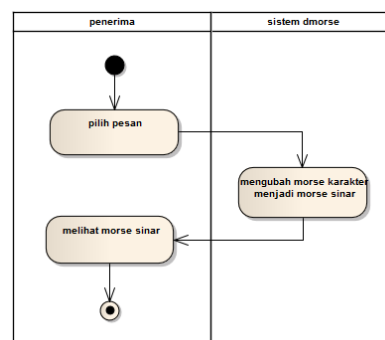 penerima
sistem dmorse
pilih pesan
mengubah morse karakter
menjadi morse sinar
melihat morse sinar